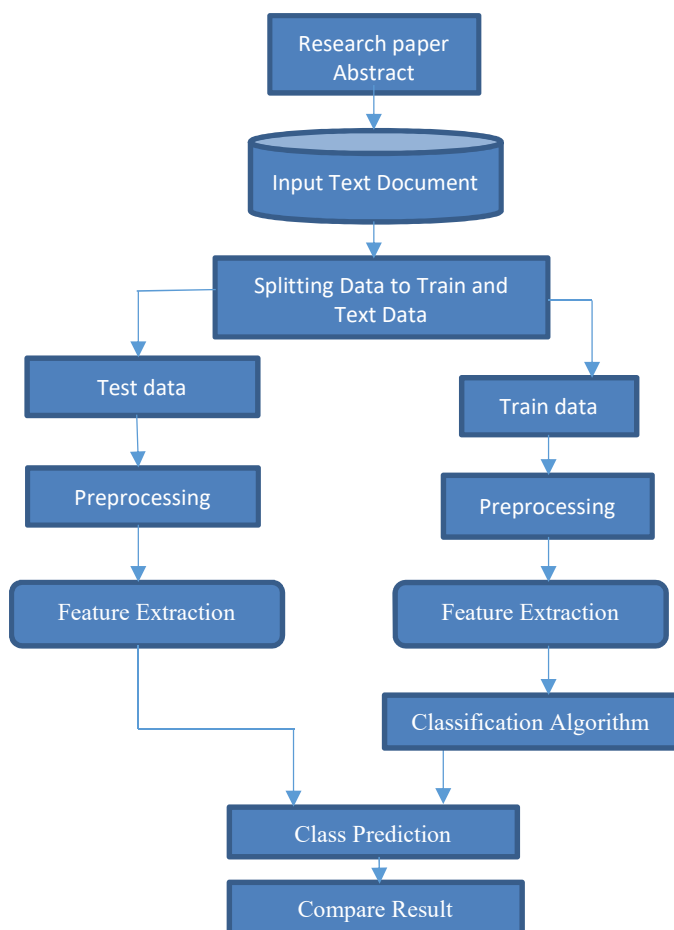 Research paper
Abstract
Input Text Document
Splitting Data to Train and
Text Data
Test data
Train data
Preprocessing
Preprocessing
Feature Extraction
Feature Extraction
Classification Algorithm
Class Prediction
Compare Result